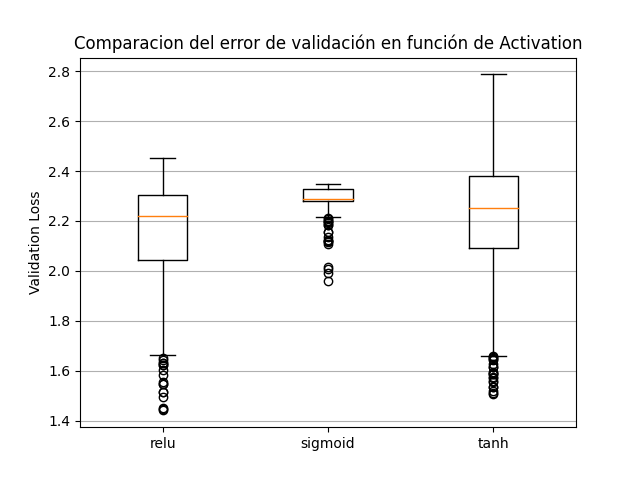 Comparacion del error de validación en función de Activation
2.8
2.6
2.4
2.2
2.0
1.8
1.6
1.4
Validation Loss
relu
sigmoid
tanh